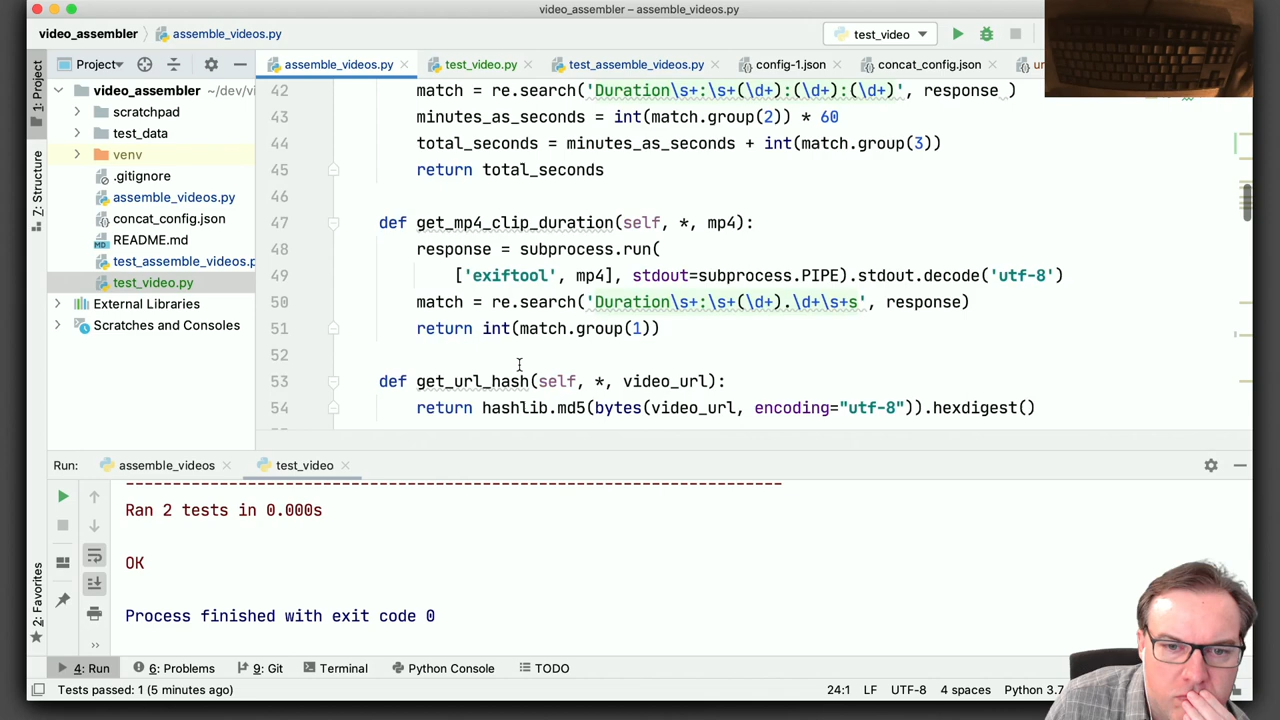 video_assembler – assemble_videos.py
video_assembler
assemble_videos.py
test_video
1: Project
Project
assemble_videos.py
test_video.py
test_assemble_videos.py
config-1.json
concat_config.json
un
video_assembler ~/dev/vi
scratchpad
test_data
venv
.gitignore
assemble_videos.py
concat_config.json
README.md
test_assemble_videos.p
test_video.py
External Libraries
Scratches and Consoles
Z: Structure
2: Favorites
42 match = re.search('Duration\s+:\s+(\d+):(\d+):(\d+)', response )
43 minutes_as_seconds = int(match.group(2)) * 60
44 total_seconds = minutes_as_seconds + int(match.group(3))
45 return total_seconds
46
47 def get_mp4_clip_duration(self, *, mp4):
48 response = subprocess.run(
49 ['exiftool', mp4], stdout=subprocess.PIPE).stdout.decode('utf-8')
50 match = re.search('Duration\s+:\s+(\d+).\d+\s+s', response)
51 return int(match.group(1))
52
53 def get_url_hash(self, *, video_url):
54 return hashlib.md5(bytes(video_url, encoding="utf-8")).hexdigest()
Run:
assemble_videos
test_video
----------------------------------------------------------------------
Ran 2 tests in 0.000s
OK
Process finished with exit code 0
4: Run
6: Problems
9: Git
Terminal
Python Console
TODO
Tests passed: 1 (5 minutes ago)
24:1 LF UTF-8 4 spaces Python 3.7